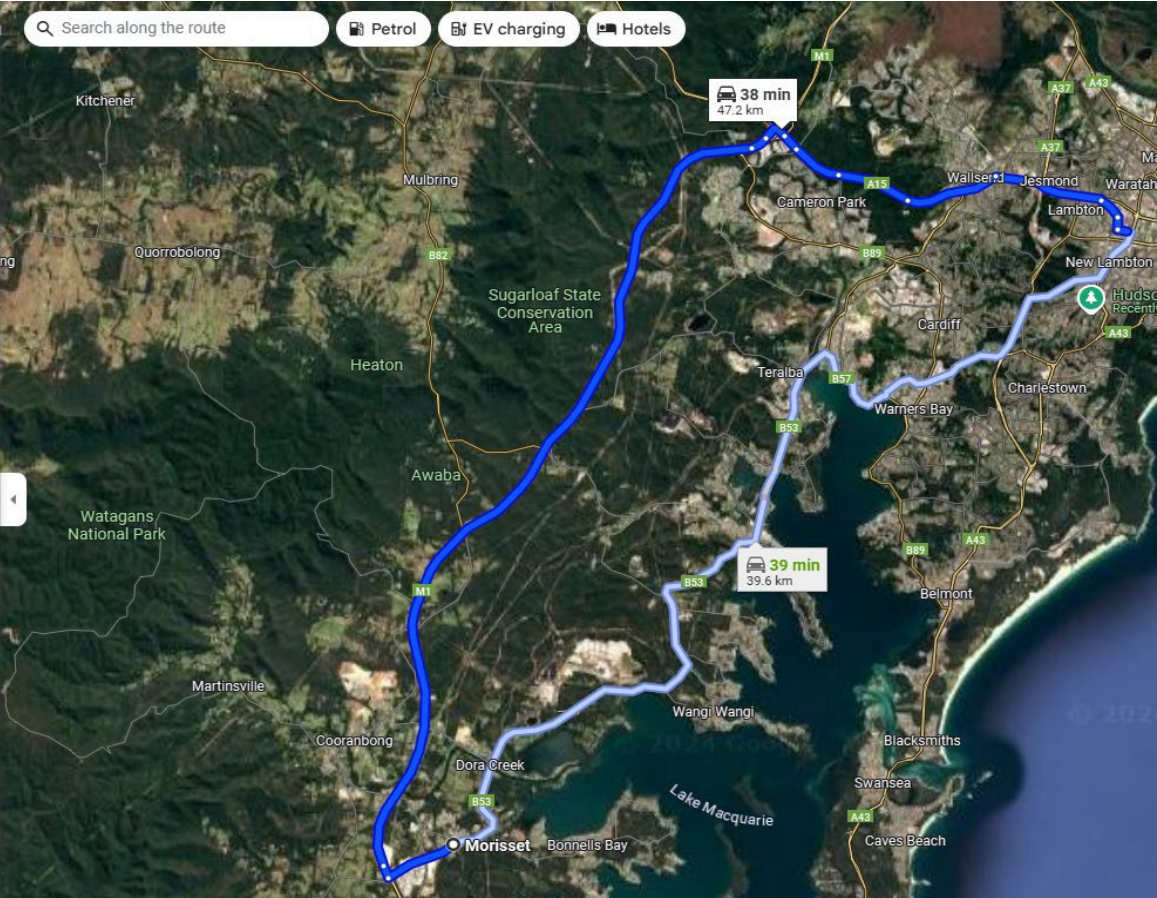 Search along the route
Petrol
EV charging
Hotels
M1
A37
A43
38 min
47.2 km
Kitchener
A37
Mulbring
Wallsend
Jesmond
Waratah
A15
Cameron Park
Lambton
Quorrobolong
B82
B89
New Lambton
Sugarloaf State
Conservation
Area
Cardiff
A43
Heaton
Teralba
B57
Charlestown
Warners Bay
B53
Awaba
Watagans
National Park
A43
B89
39 min
39.6 km
B53
M1
Belmont
Martinsville
Wangi Wangi
Cooranbong
Blacksmiths
Dora Creek
Swansea
B53
Lake Macquarie
A43
Morisset
Bonnells Bay
Caves Beach